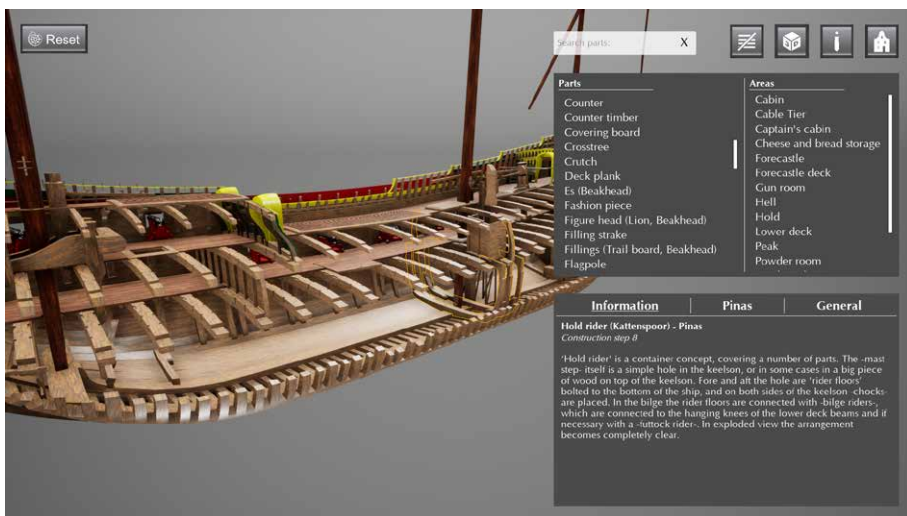 Reset
Search parts:
X
Parts
Counter
Counter timber
Covering board
Crosstree
Crutch
Deck plank
Es (Beakhead)
Fashion piece
Figure head (Lion, Beakhead)
Filling strake
Fillings (Trail board, Beakhead)
Flagpole
Areas
Cabin
Cable Tier
Captain's cabin
Cheese and bread storage
Forecastle
Forecastle deck
Gun room
Hell
Hold
Lower deck
Peak
Powder room
Information
Pinas
General
Hold rider (Kattenspoor) - Pinas
Construction step 8
'Hold rider' is a container concept, covering a number of parts. The -mast
step- itself is a simple hole in the keelson, or in some cases in a big piece
of wood on top of the keelson. Fore and aft the hole are 'rider floors'
bolted to the bottom of the ship, and on both sides of the keelson -chocks-
are placed. In the bilge the rider floors are connected with -bilge riders-,
which are connected to the hanging knees of the lower deck beams and if
necessary with a -futtock rider-. In exploded view the arrangement
becomes completely clear.